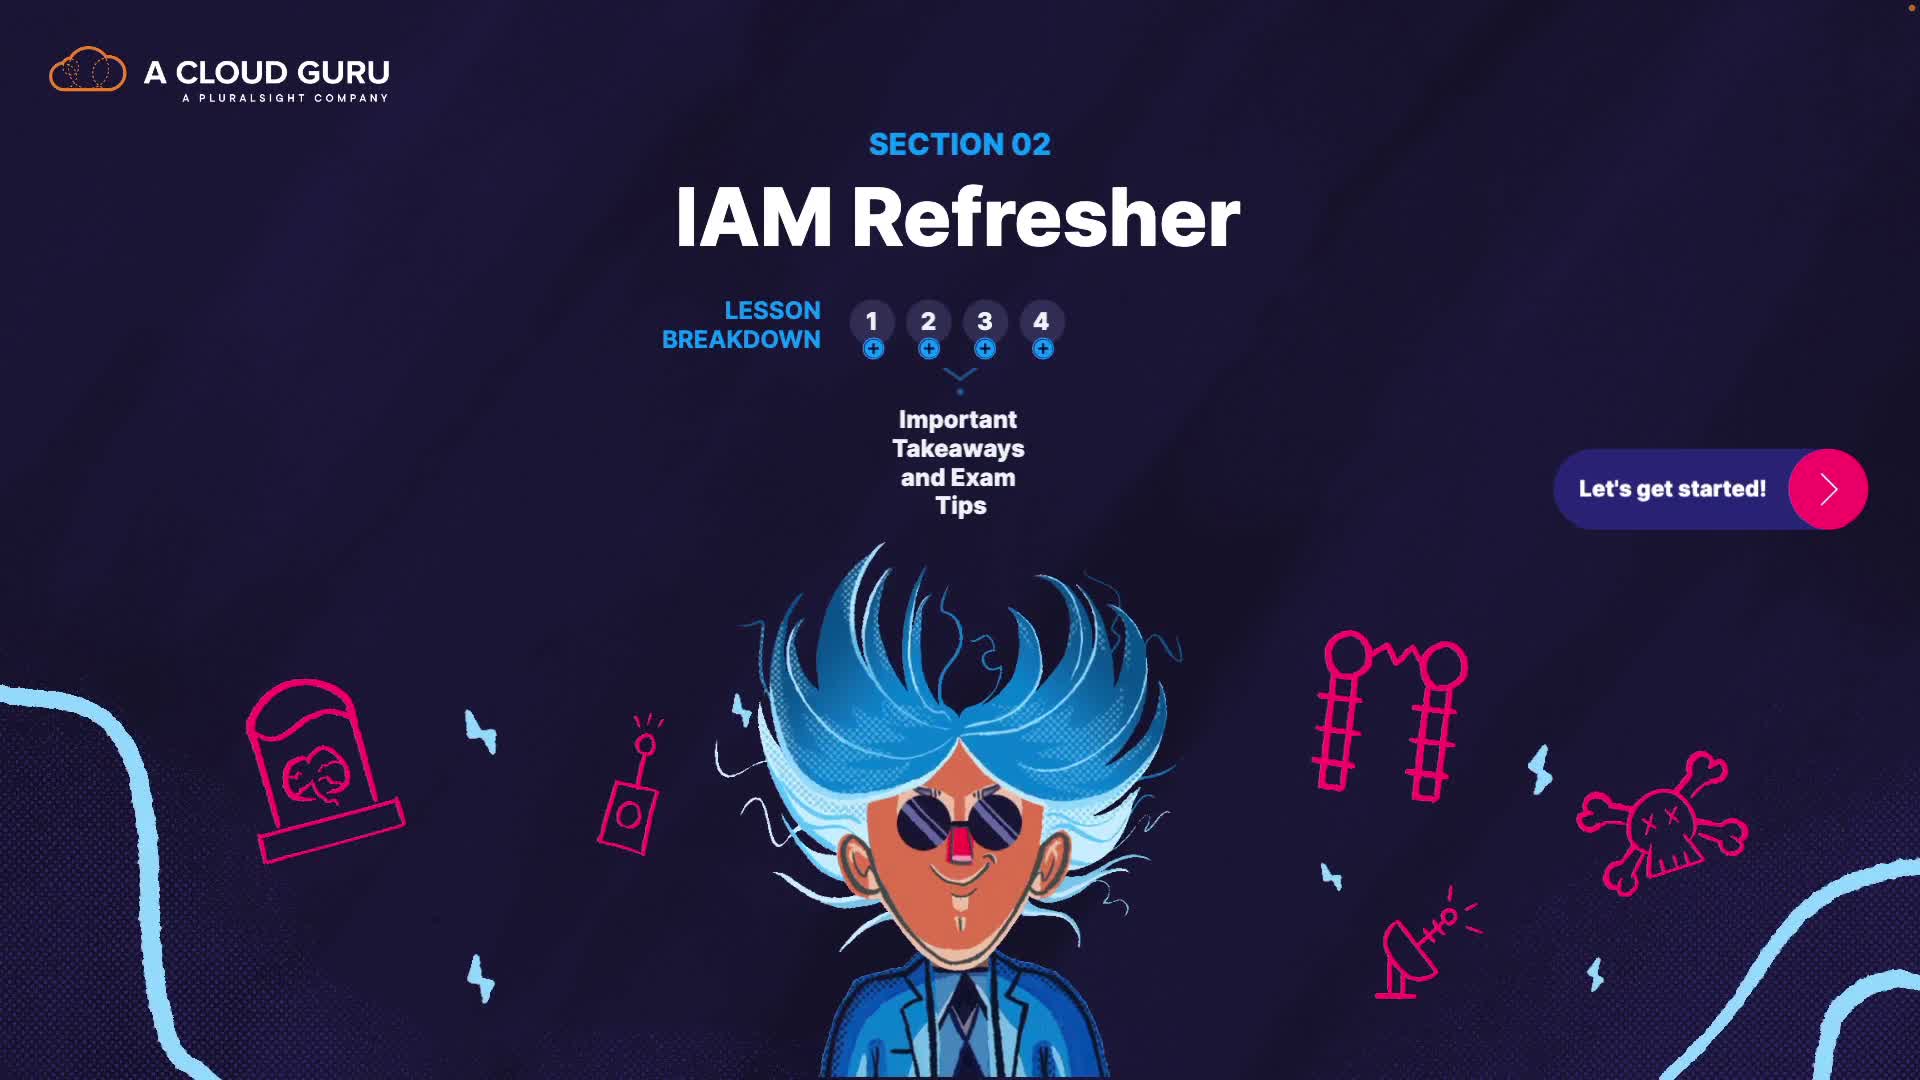 A CLOUD GURU
A PLURALSIGHT COMPANY
SECTION 02
IAM Refresher
LESSON
BREAKDOWN
1 2 3 4
Important
Takeaways
and Exam
Tips
Let's get started!